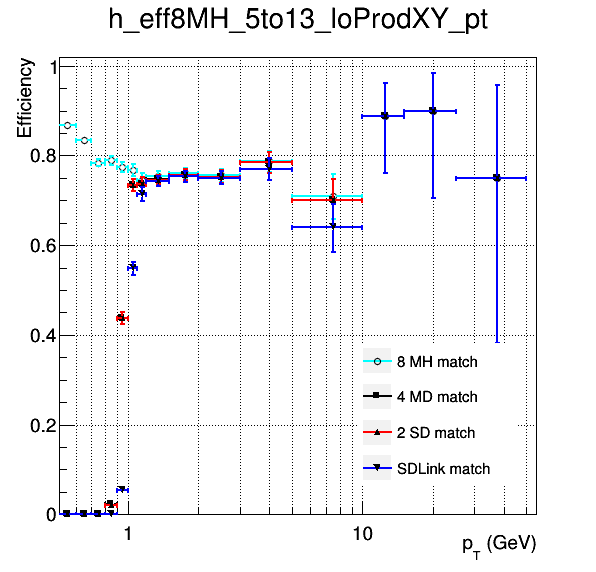 h_eff8MH_5to13_loProdXY_pt
Efficiency
1
0.8
0.6
0.4
0.2
0
8 MH match
4 MD match
2 SD match
SDLink match
1
10
p_T (GeV)